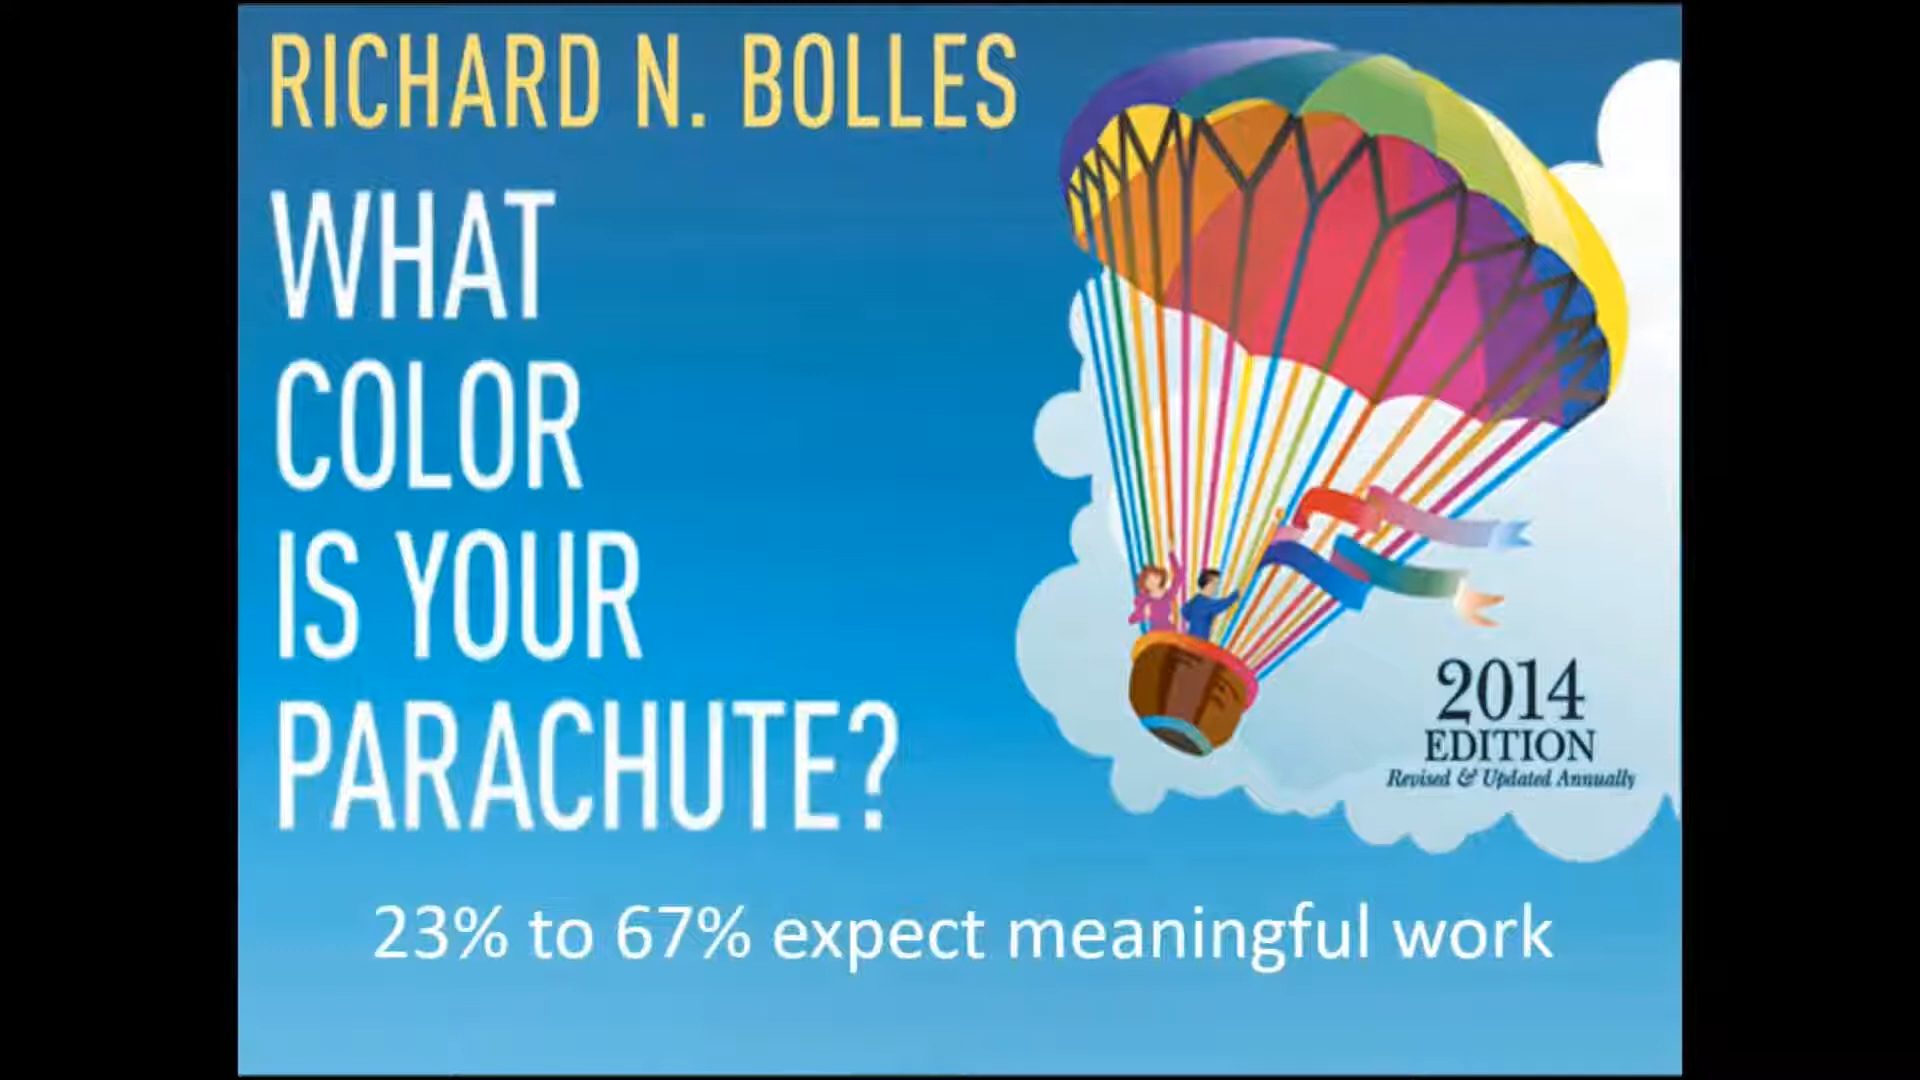 RICHARD N. BOLLES
WHAT
COLOR
IS YOUR
PARACHUTE?
2014
EDITION
Revised & Updated Annually
23% to 67% expect meaningful work